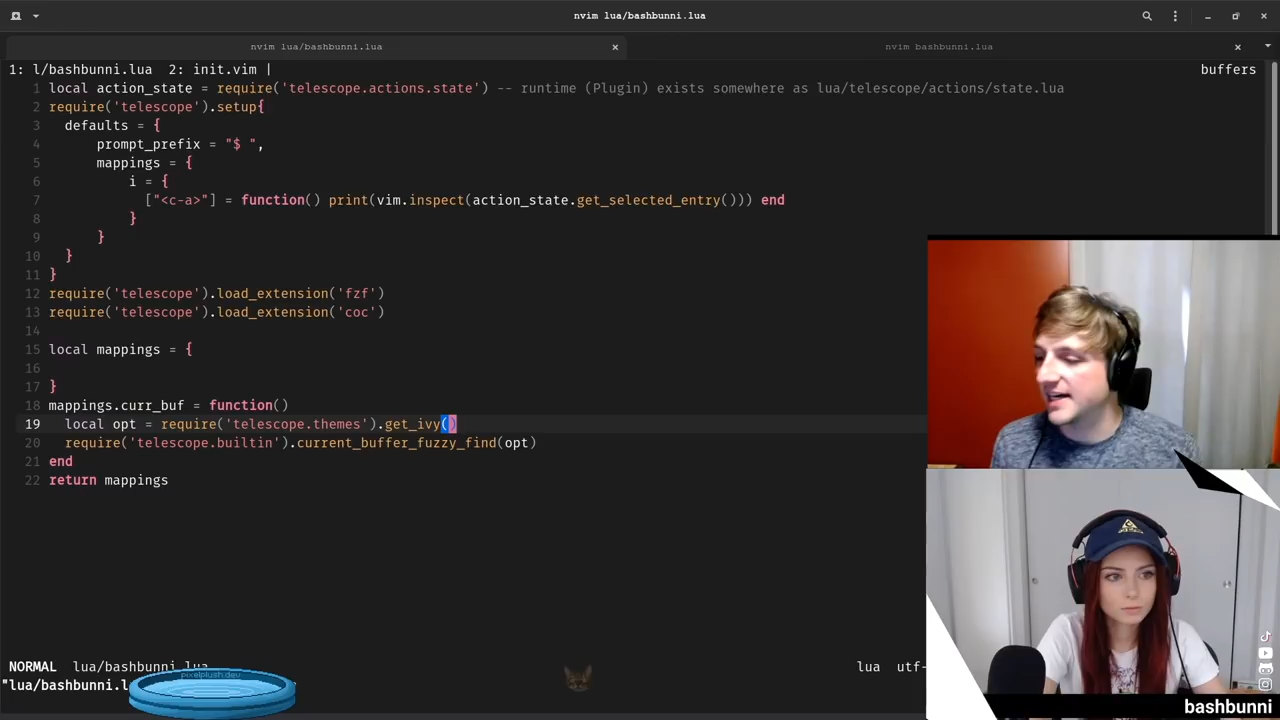 nvim lua/bashbunni.lua
nvim lua/bashbunni.lua
nvim bashbunni.lua
1: l/bashbunni.lua  2: init.vim |
buffers
1 local action_state = require('telescope.actions.state') -- runtime (Plugin) exists somewhere as lua/telescope/actions/state.lua
2 require('telescope').setup{
3   defaults = {
4       prompt_prefix = "$ ",
5       mappings = {
6           i = {
7             ["<c-a>"] = function() print(vim.inspect(action_state.get_selected_entry())) end
8           }
9       }
10   }
11 }
12 require('telescope').load_extension('fzf')
13 require('telescope').load_extension('coc')
14
15 local mappings = {
16
17 }
18 mappings.curr_buf = function()
19   local opt = require('telescope.themes').get_ivy()
20   require('telescope.builtin').current_buffer_fuzzy_find(opt)
21 end
22 return mappings
NORMAL  lua/bashbunni.lua
lua  utf-
"lua/bashbunni.l
pixelplush.dev
bashbunni